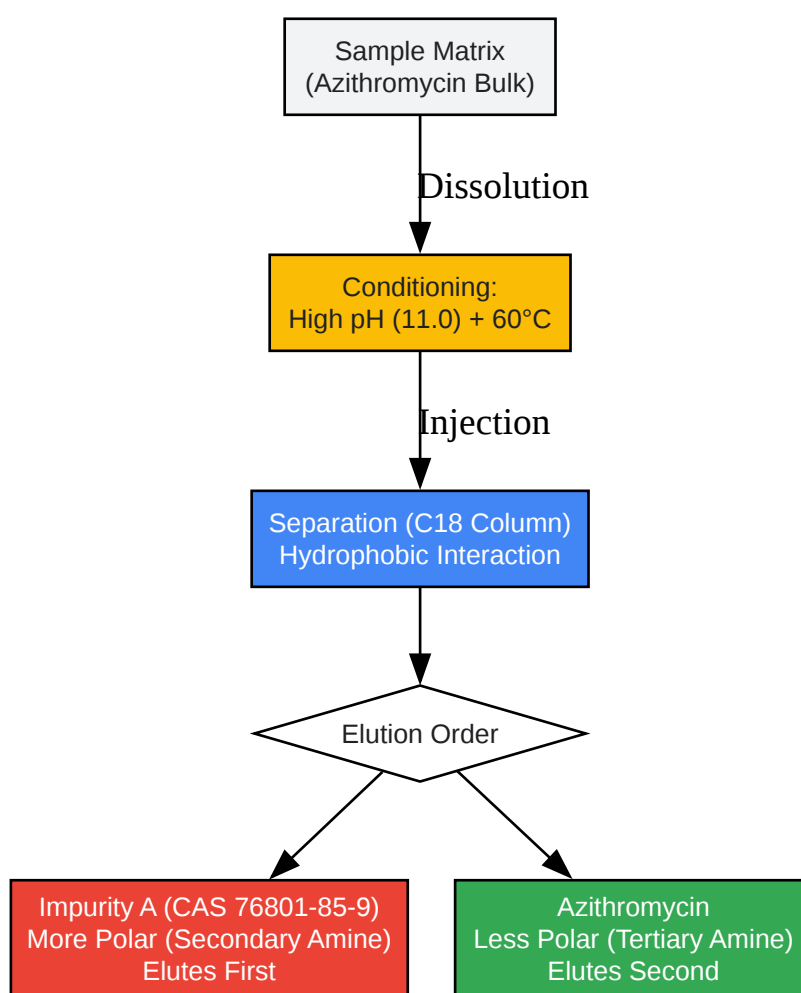 Sample Matrix
(Azithromycin Bulk)
Dissolution
Conditioning:
High pH (11.0) + 60°C
Injection
Separation (C18 Column)
Hydrophobic Interaction
Elution Order
Impurity A (CAS 76801-85-9)
More Polar (Secondary Amine)
Elutes First
Azithromycin
Less Polar (Tertiary Amine)
Elutes Second